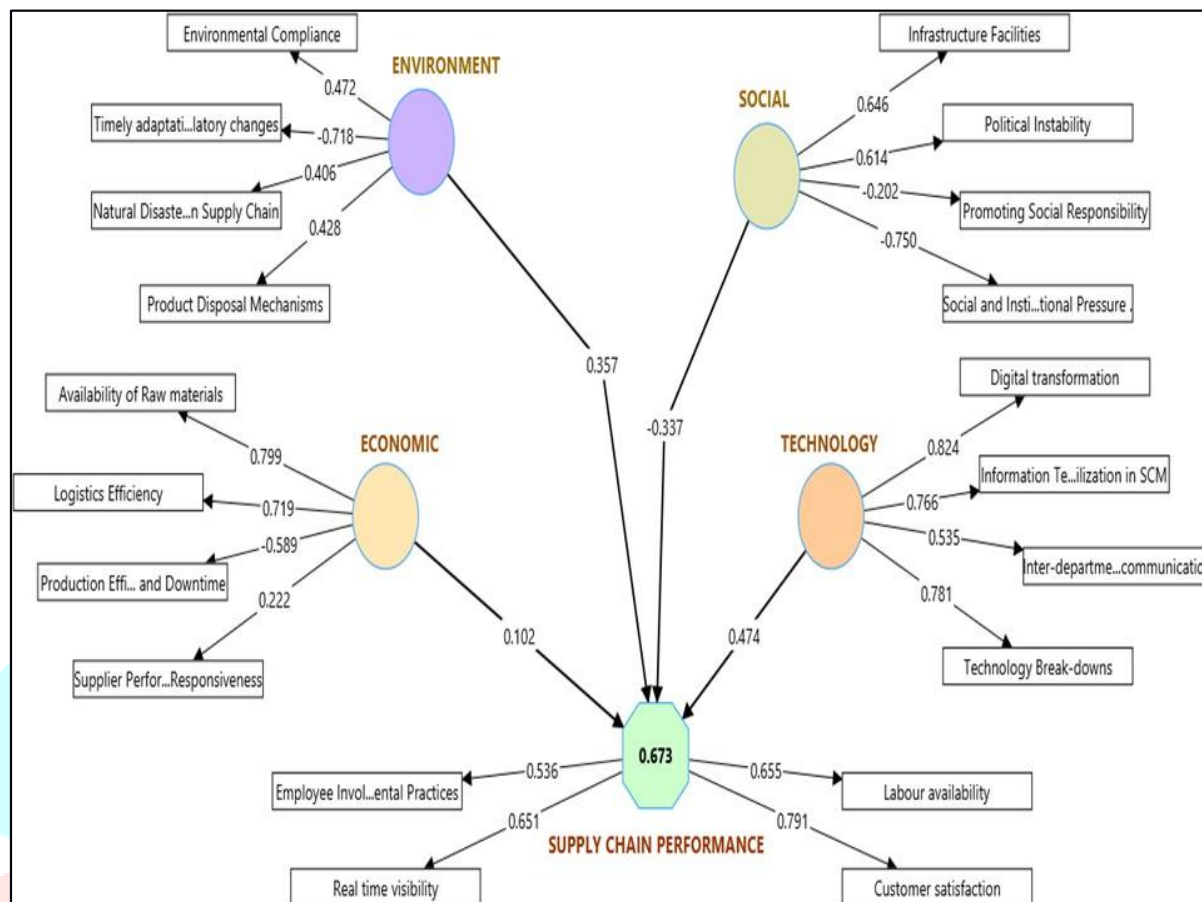 Environmental Compliance
Infrastructure Facilities
ENVIRONMENT
SOCIAL
0.472
0.646
Timely adaptati...latory changes
-0.718
Political Instability
0.614
0.406
-0.202
Natural Disaste...n Supply Chain
Promoting Social Responsibility
0.428
-0.750
Product Disposal Mechanisms
Social and Insti...tional Pressure .
0.357
Availability of Raw materials
Digital transformation
-0.337
ECONOMIC
TECHNOLOGY
0.799
0.824
Logistics Efficiency
0.719
Information Te...ilization in SCM
0.766
-0.589
0.535
Production Effi... and Downtime
Inter-departme...communicatio
0.222
0.781
0.102
0.474
Supplier Perfor...Responsiveness
Technology Break-downs
0.673
Employee Invol...ental Practices
0.536
0.655
Labour availability
0.651
0.791
SUPPLY CHAIN PERFORMANCE
Real time visibility
Customer satisfaction